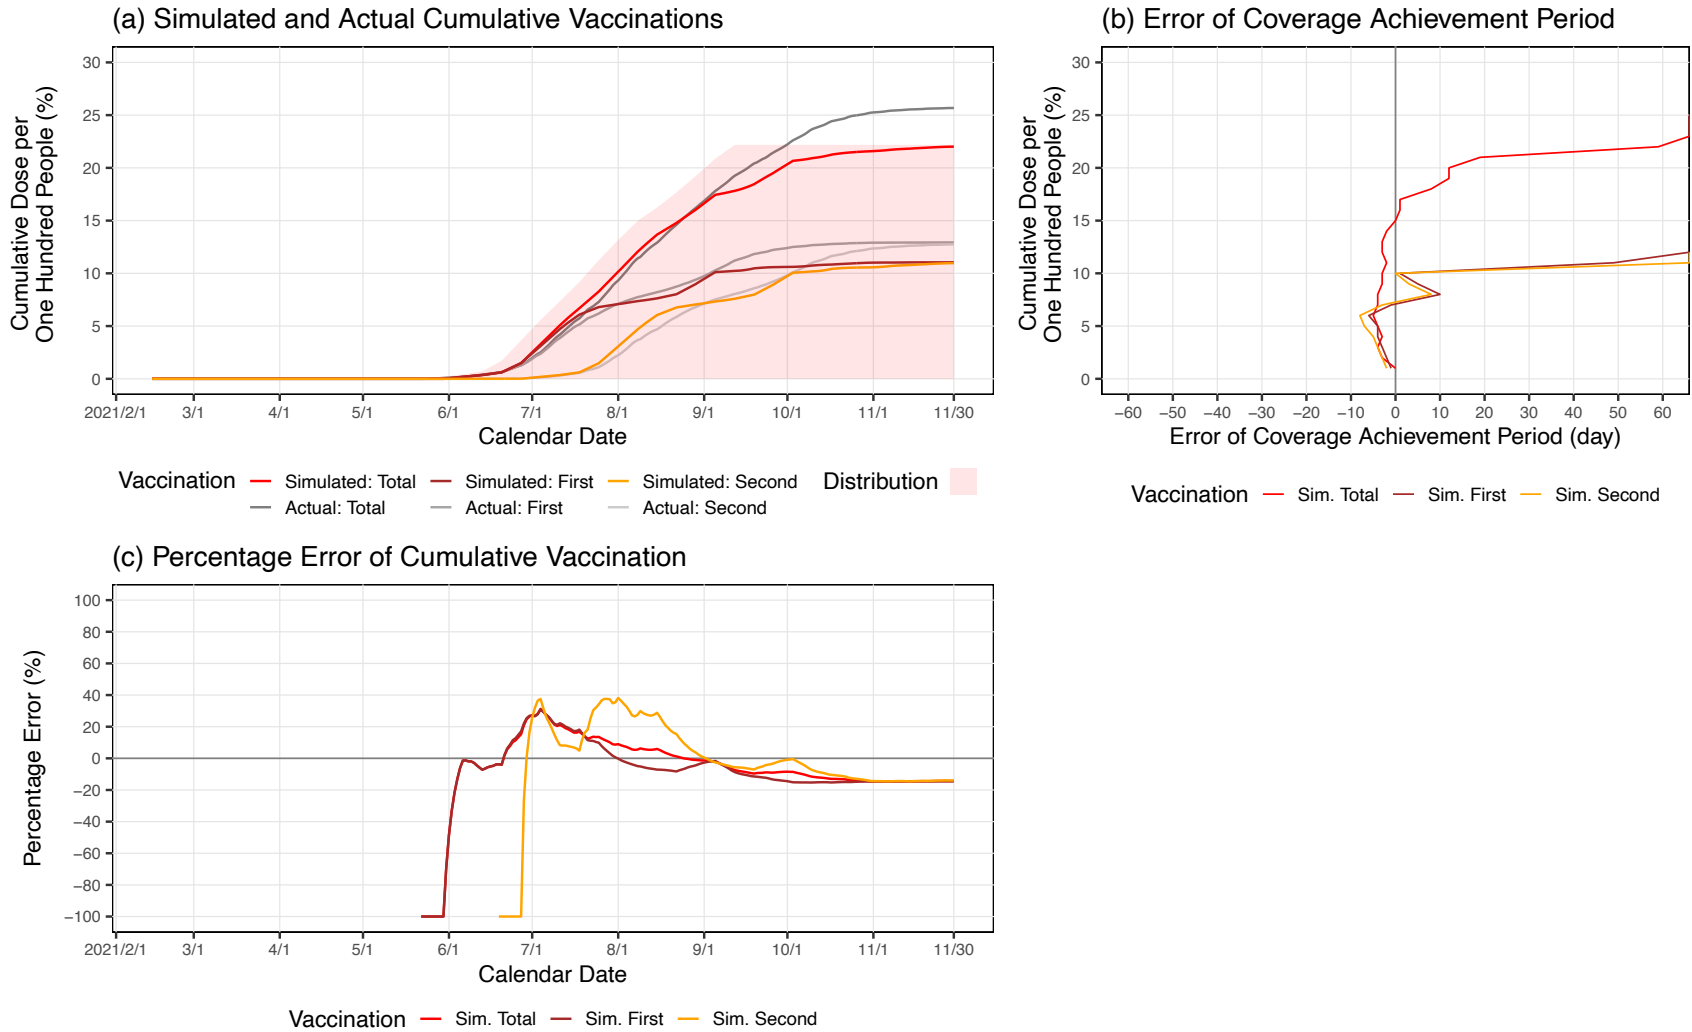 (a) Simulated and Actual Cumulative Vaccinations
Cumulative Dose per
One Hundred People (%)
30
25
20
15
10
5
0
2021/2/1 3/1 4/1 5/1 6/1 7/1 8/1 9/1 10/1 11/1 11/30
Calendar Date
Vaccination Simulated: Total Simulated: First Simulated: Second Distribution
Actual: Total Actual: First Actual: Second
(b) Error of Coverage Achievement Period
Cumulative Dose per
One Hundred People (%)
30
25
20
15
10
5
0
−60 −50 −40 −30 −20 −10 0 10 20 30 40 50 60
Error of Coverage Achievement Period (day)
Vaccination Sim. Total Sim. First Sim. Second
(c) Percentage Error of Cumulative Vaccination
Percentage Error (%)
100
80
60
40
20
0
−20
−40
−60
−80
−100
2021/2/1 3/1 4/1 5/1 6/1 7/1 8/1 9/1 10/1 11/1 11/30
Calendar Date
Vaccination Sim. Total Sim. First Sim. Second